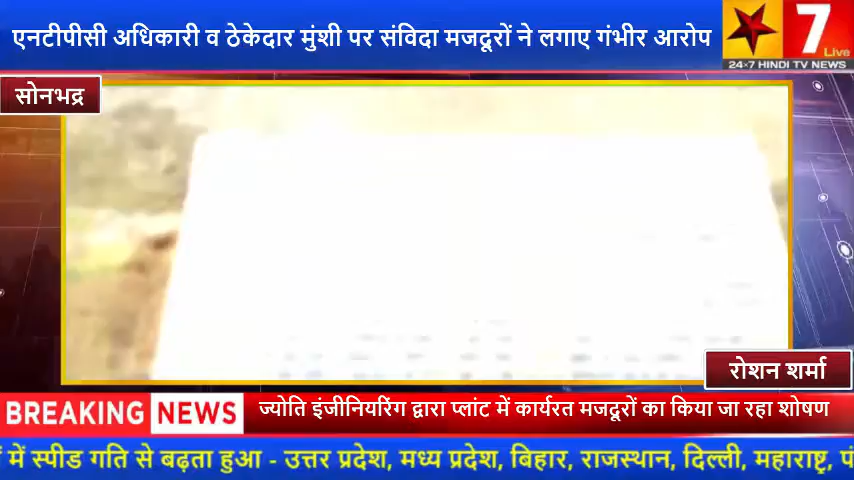 एनटीपीसी अधिकारी व ठेकेदार मुंशी पर संविदा मजदूरों ने लगाए गंभीर आरोप
7
Live
24×7 HINDI TV NEWS
सोनभद्र
रोशन शर्मा
BREAKING NEWS
ज्योति इंजीनियरिंग द्वारा प्लांट में कार्यरत मजदूरों का किया जा रहा शोषण
में स्पीड गति से बढ़ता हुआ - उत्तर प्रदेश, मध्य प्रदेश, बिहार, राजस्थान, दिल्ली, महाराष्ट्र,